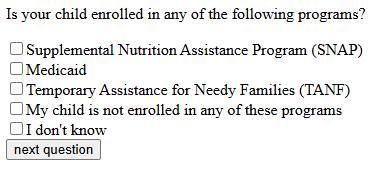 Is your child enrolled in any of the following programs?
Supplemental Nutrition Assistance Program (SNAP)
Medicaid
Temporary Assistance for Needy Families (TANF)
My child is not enrolled in any of these programs
I don't know
next question